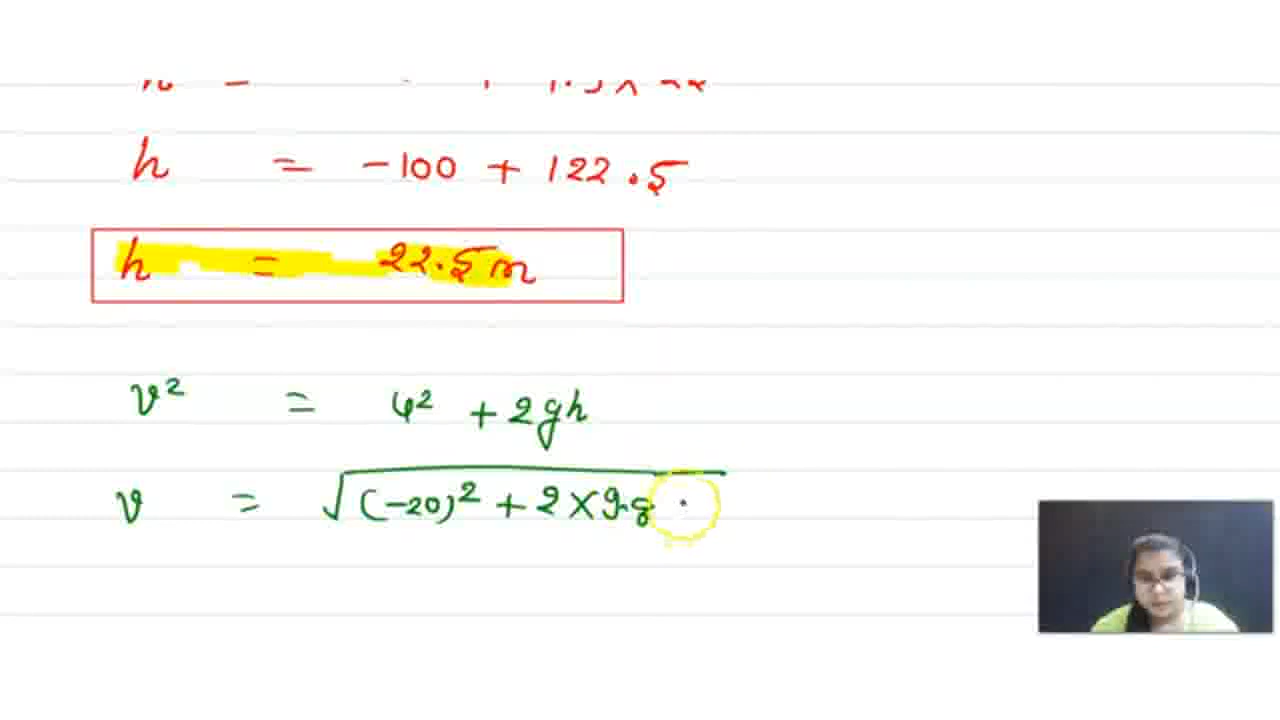 h = -100 + 122.5
h = 22.5 m
v² = u² + 2gh
v = √(-20)² + 2×9.8